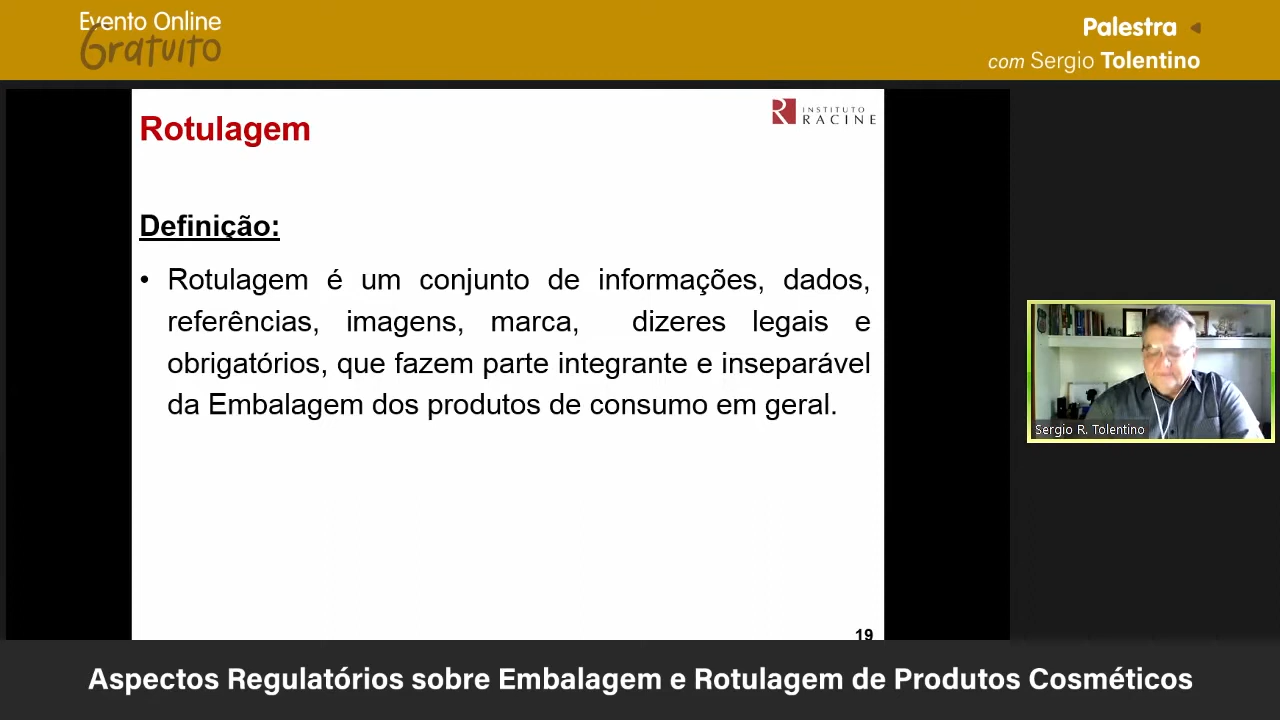 Evento Online
Gratuito
Palestra
com Sergio Tolentino
Rotulagem
INSTITUTO
RACINE
Definição:
• Rotulagem é um conjunto de informações, dados,
referências, imagens, marca, dizeres legais e
obrigatórios, que fazem parte integrante e inseparável
da Embalagem dos produtos de consumo em geral.
Sergio R. Tolentino
19
Aspectos Regulatórios sobre Embalagem e Rotulagem de Produtos Cosméticos